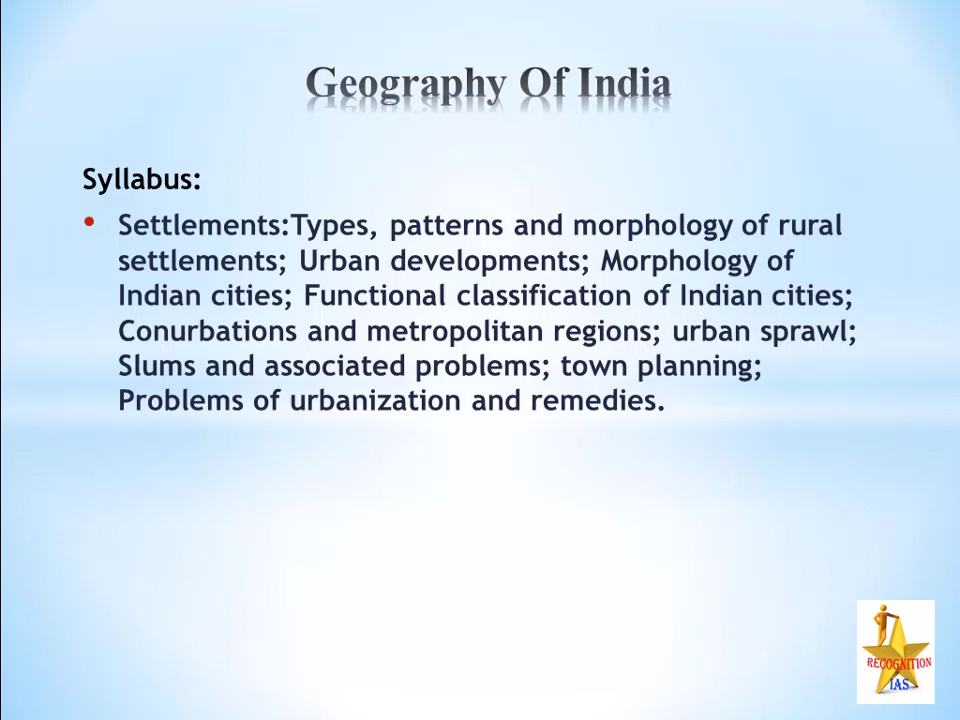 Geography Of India
Syllabus:
• Settlements:Types, patterns and morphology of rural
settlements; Urban developments; Morphology of
Indian cities; Functional classification of Indian cities;
Conurbations and metropolitan regions; urban sprawl;
Slums and associated problems; town planning;
Problems of urbanization and remedies.
RECOGNITION
IAS